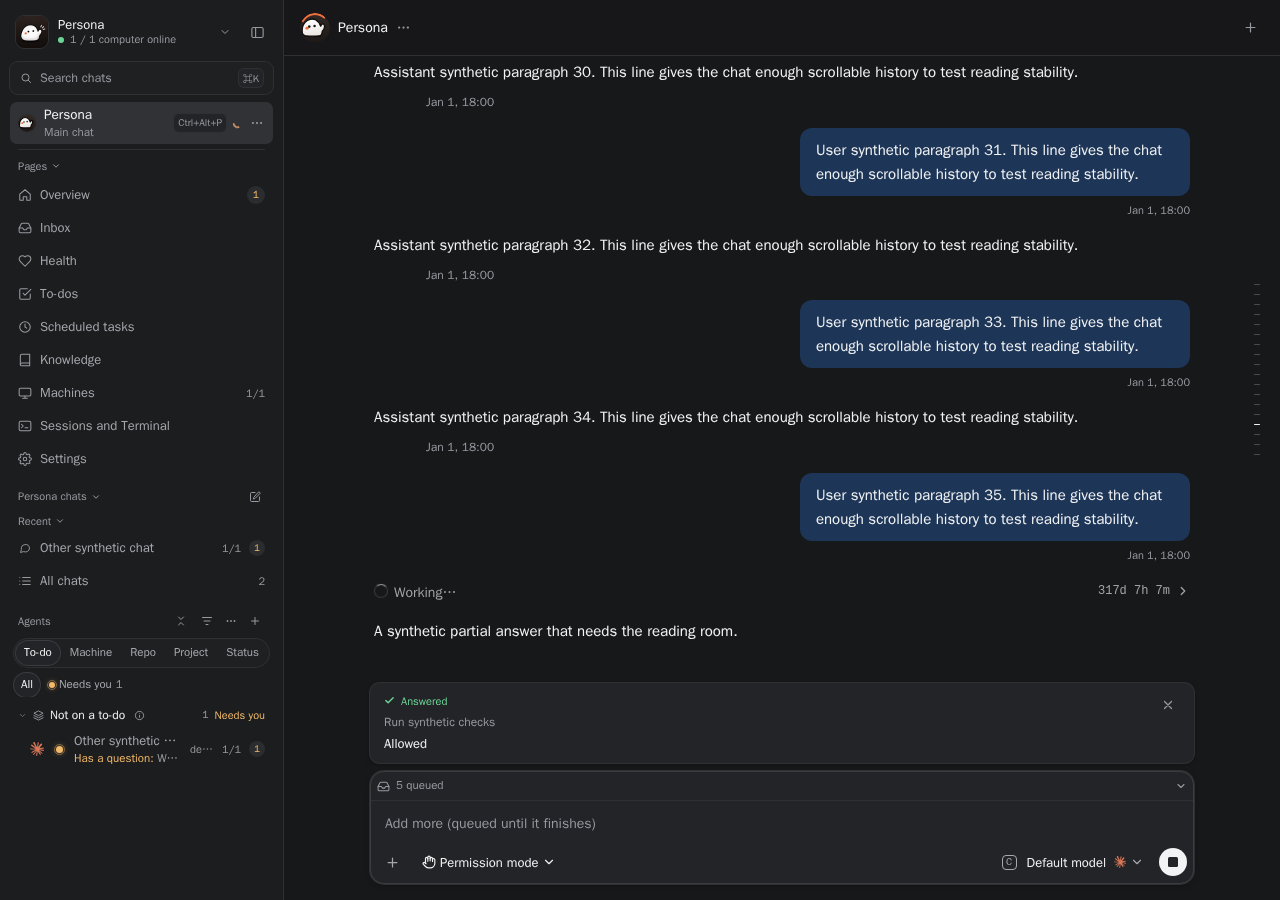 Persona
1 / 1 computer online
Search chats
⌘K
Persona
Main chat
Ctrl+Alt+P
Pages
Overview
1
Inbox
Health
To-dos
Scheduled tasks
Knowledge
Machines
1/1
Sessions and Terminal
Settings
Persona chats
Recent
Other synthetic chat
1/1
1
All chats
2
Agents
To-do
Machine
Repo
Project
Status
All
Needs you 1
Not on a to-do
1 Needs you
Other synthetic ···
de··· 1/1 1
Has a question: W···
Persona
Assistant synthetic paragraph 30. This line gives the chat enough scrollable history to test reading stability.
Jan 1, 18:00
User synthetic paragraph 31. This line gives the chat
enough scrollable history to test reading stability.
Jan 1, 18:00
Assistant synthetic paragraph 32. This line gives the chat enough scrollable history to test reading stability.
Jan 1, 18:00
User synthetic paragraph 33. This line gives the chat
enough scrollable history to test reading stability.
Jan 1, 18:00
Assistant synthetic paragraph 34. This line gives the chat enough scrollable history to test reading stability.
Jan 1, 18:00
User synthetic paragraph 35. This line gives the chat
enough scrollable history to test reading stability.
Jan 1, 18:00
Working···
317d 7h 7m
A synthetic partial answer that needs the reading room.
Answered
Run synthetic checks
Allowed
5 queued
Add more (queued until it finishes)
Permission mode
C
Default model